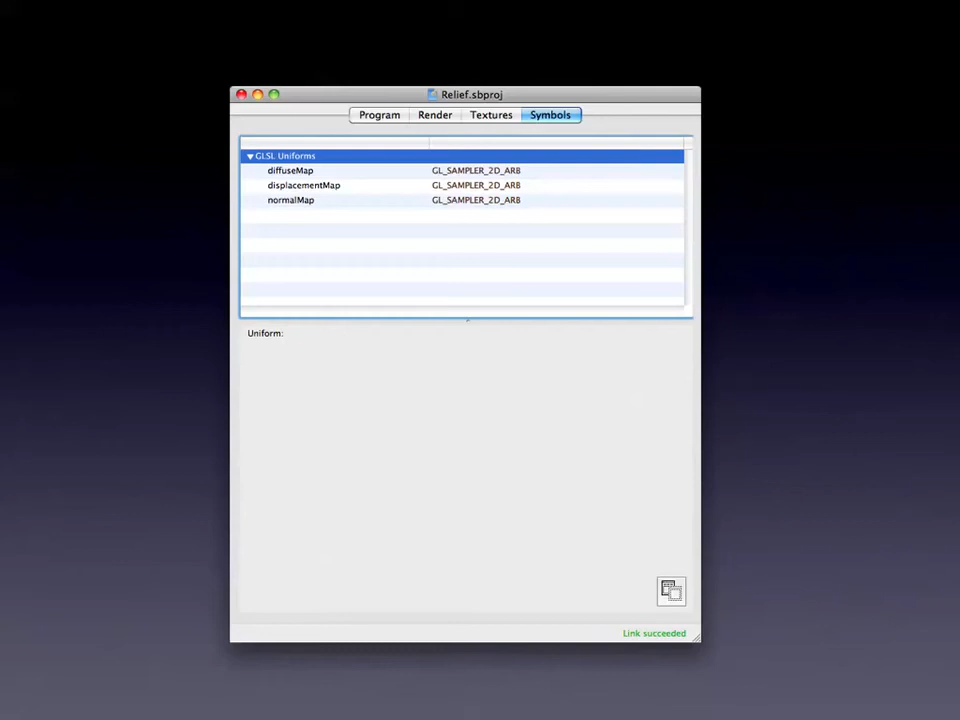 Relief.sbproj
Program Render Textures Symbols
GLSL Uniforms
diffuseMap GL_SAMPLER_2D_ARB
displacementMap GL_SAMPLER_2D_ARB
normalMap GL_SAMPLER_2D_ARB
Uniform:
Link succeeded